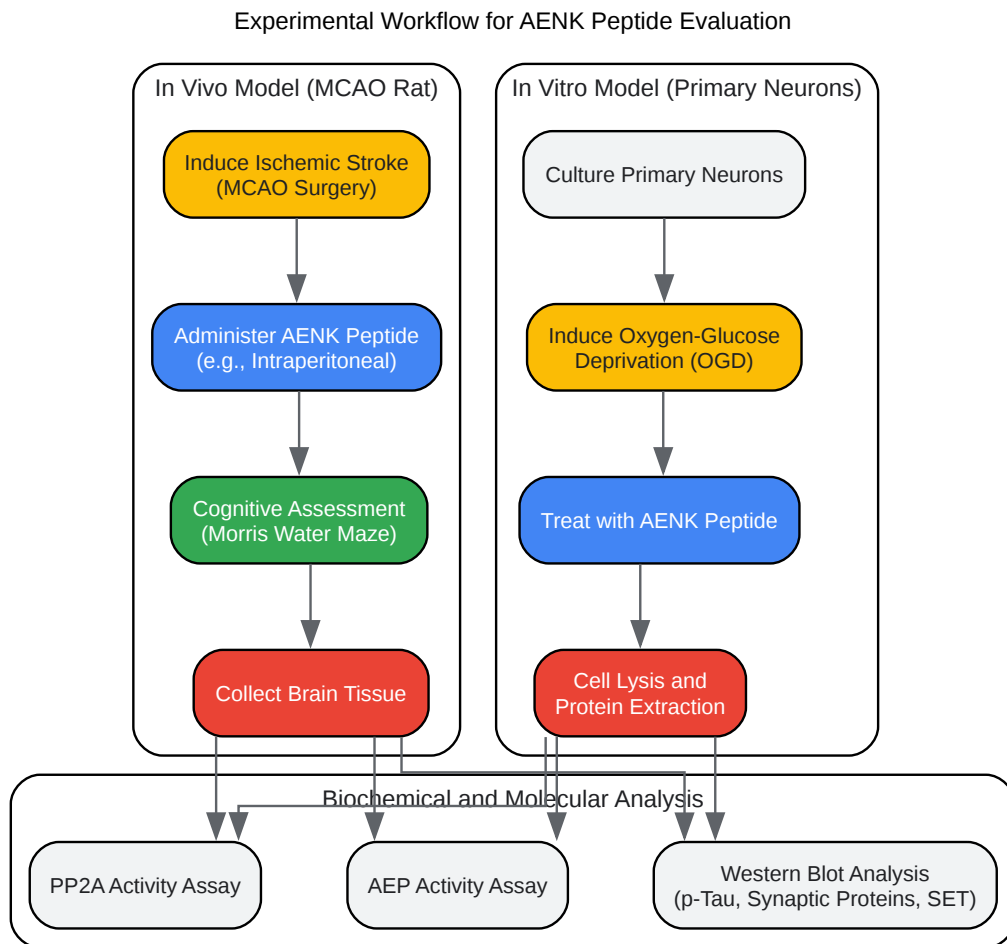 Experimental Workflow for AENK Peptide Evaluation
In Vivo Model (MCAO Rat)
Induce Ischemic Stroke
(MCAO Surgery)
Administer AENK Peptide
(e.g., Intraperitoneal)
Cognitive Assessment
(Morris Water Maze)
Collect Brain Tissue
In Vitro Model (Primary Neurons)
Culture Primary Neurons
Induce Oxygen-Glucose
Deprivation (OGD)
Treat with AENK Peptide
Cell Lysis and
Protein Extraction
Biochemical and Molecular Analysis
PP2A Activity Assay
AEP Activity Assay
Western Blot Analysis
(p-Tau, Synaptic Proteins, SET)